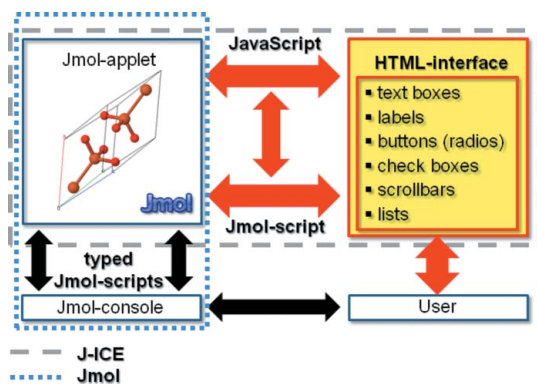 JavaScript
Jmol-applet
HTML-interface
▪ text boxes
▪ labels
▪ buttons (radios)
▪ check boxes
▪ scrollbars
▪ lists
Jmol
Jmol-script
typed
Jmol-scripts
Jmol-console
User
J-ICE
Jmol